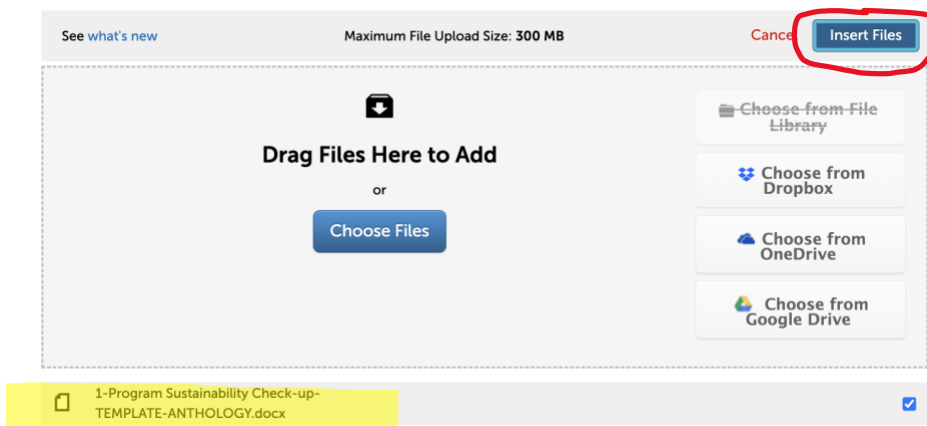 See what's new Maximum File Upload Size: 300 MB Cancel Insert Files
Drag Files Here to Add
or
Choose Files
Choose from File
Library
Choose from
Dropbox
Choose from
OneDrive
Choose from
Google Drive
1-Program Sustainability Check-up-
TEMPLATE-ANTHOLOGY.docx